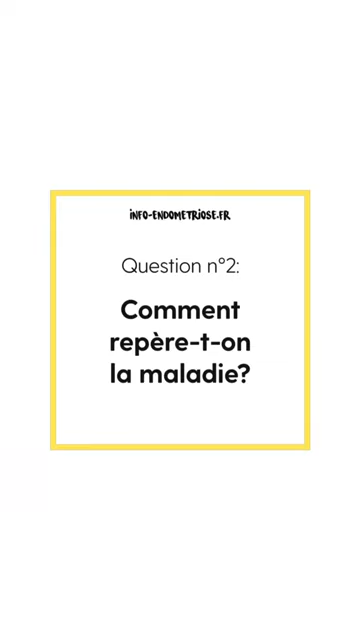 INFO-ENDOMETRIOSE.FR
Question n°2:
Comment
repère-t-on
la maladie?